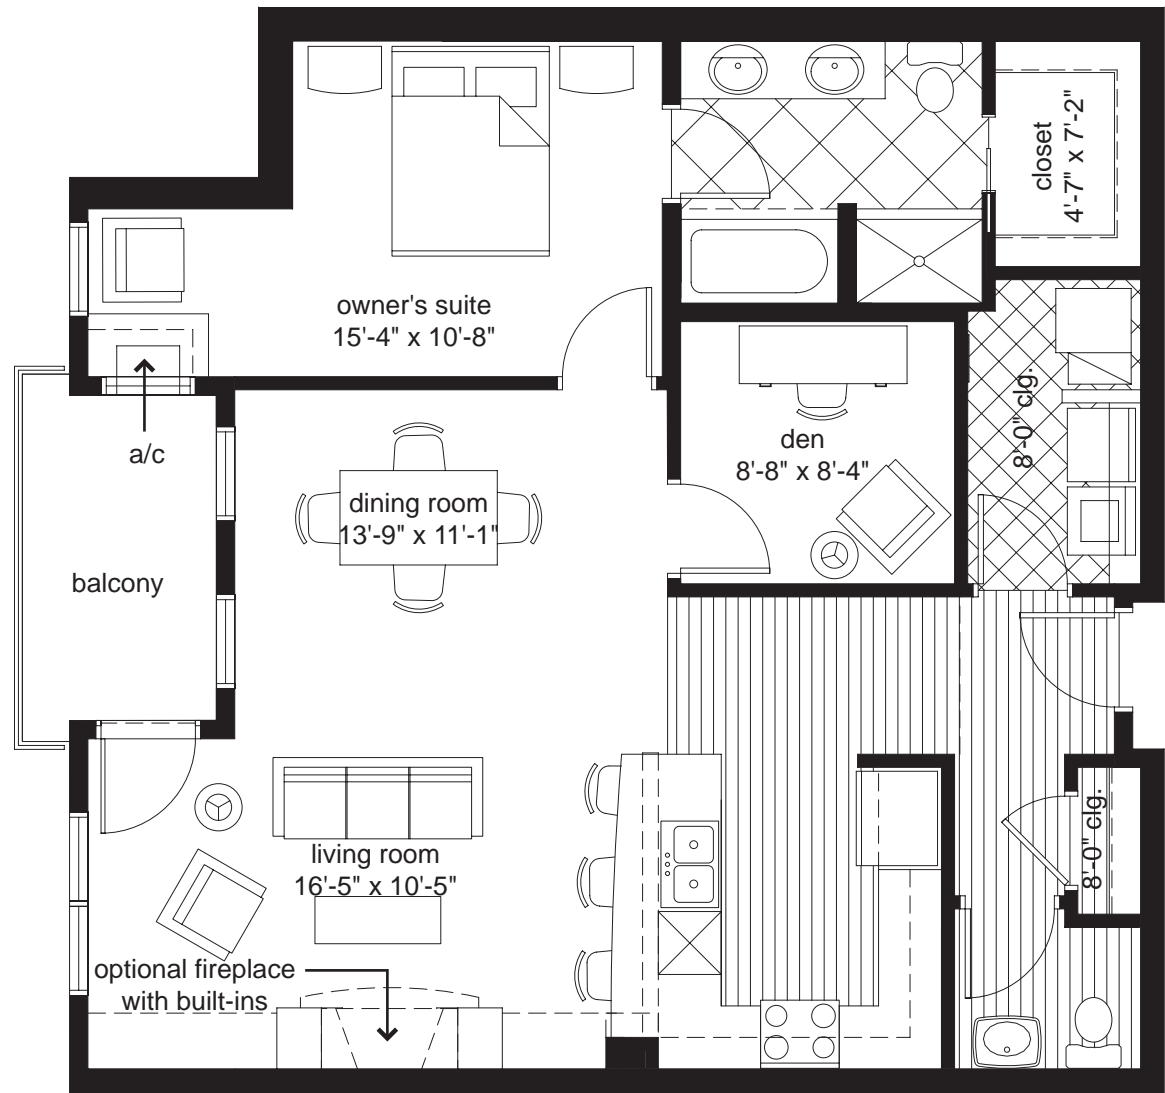 closet
4'-7" x 7'-2"
owner's suite
15'-4" x 10'-8"
a/c
8'-0" clg.
den
8'-8" x 8'-4"
dining room
13'-9" x 11'-1"
balcony
living room
16'-5" x 10'-5"
8'-0" clg.
optional fireplace
with built-ins